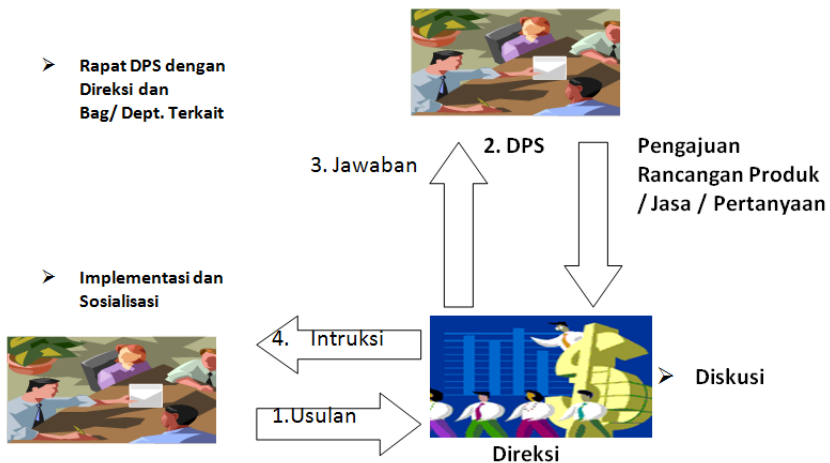 Rapat DPS dengan
Direksi dan
Bag/ Dept. Terkait
2. DPS
3. Jawaban
Pengajuan
Rancangan Produk
/ Jasa / Pertanyaan
Implementasi dan
Sosialisasi
4. Intruksi
Diskusi
1.Usulan
Direksi